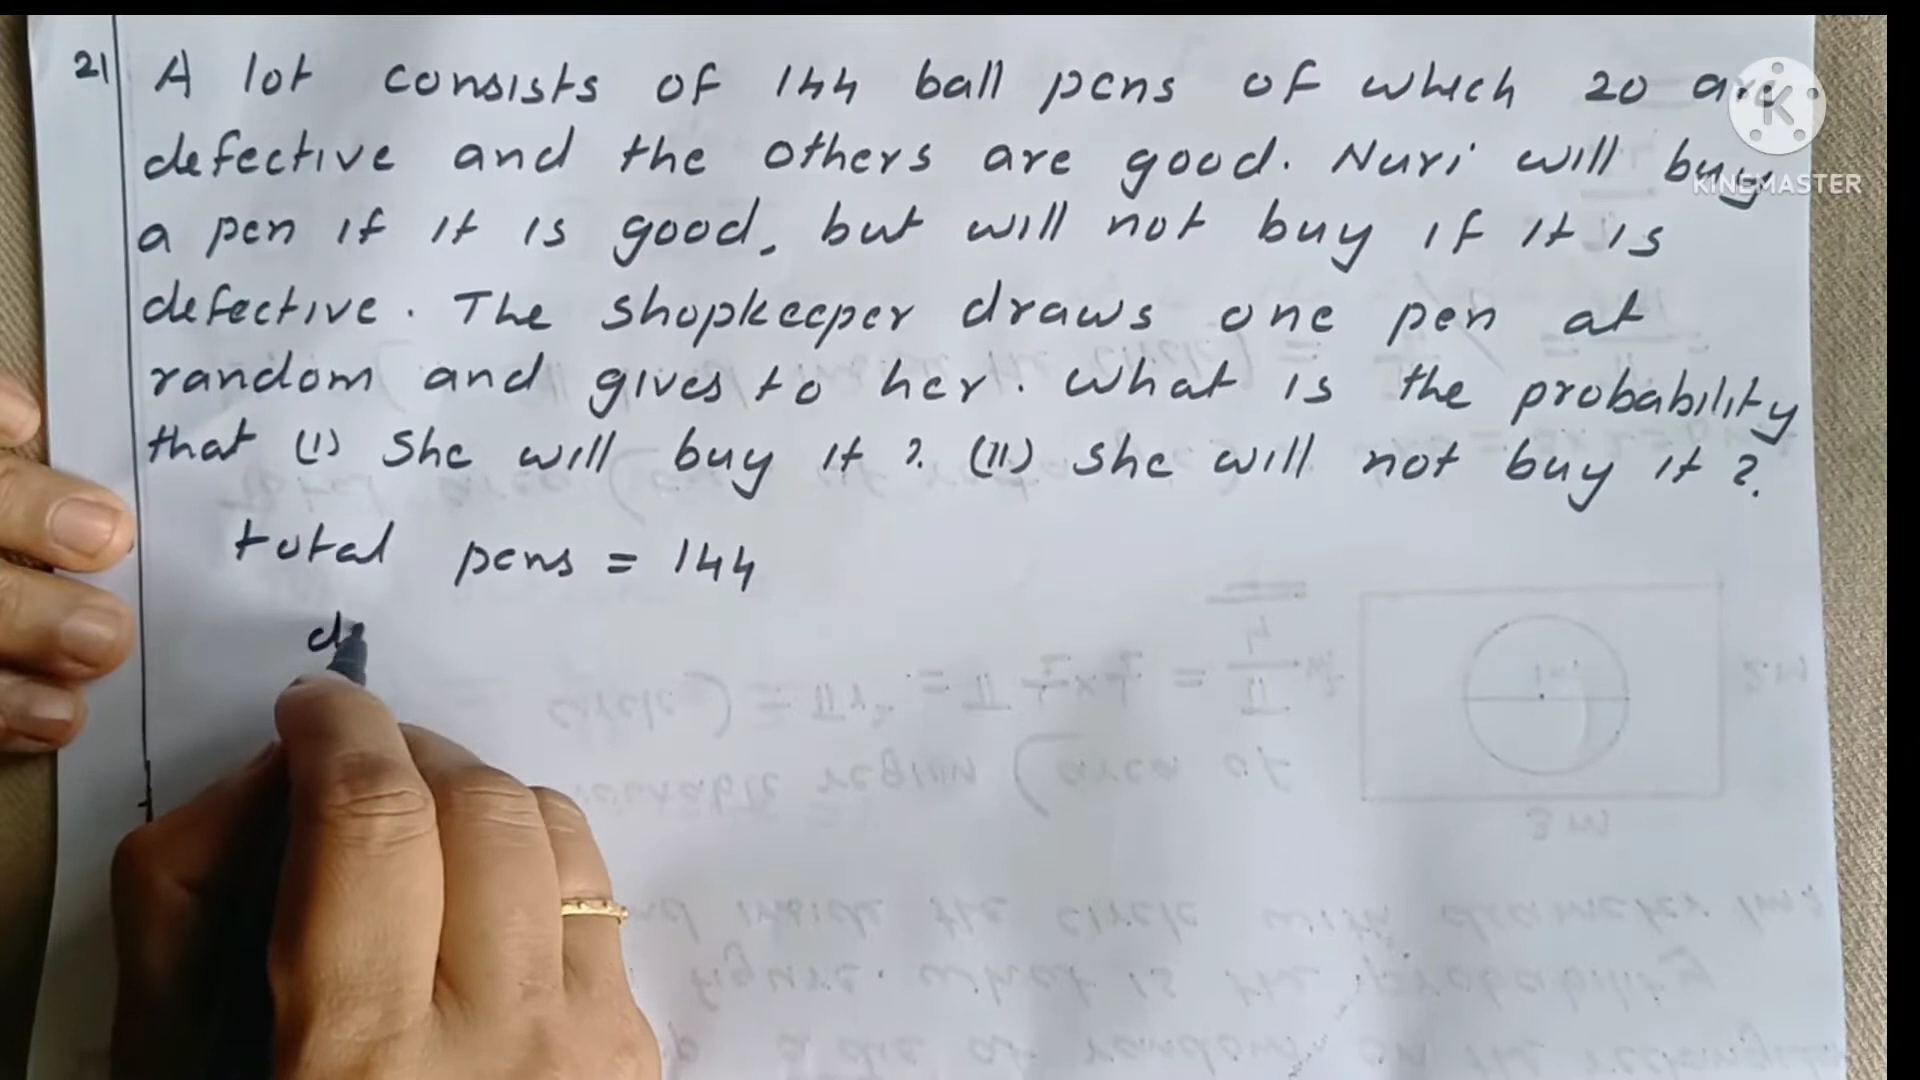 21 A lot consists of 144 ball pens of which 20 are
defective and the others are good. Nuri will buy
a pen if it is good, but will not buy if it is
defective. The shopkeeper draws one pen at
random and gives to her. What is the probability
that (i) She will buy it ? (ii) She will not buy it ?
total pens = 144
de
KINEMASTER